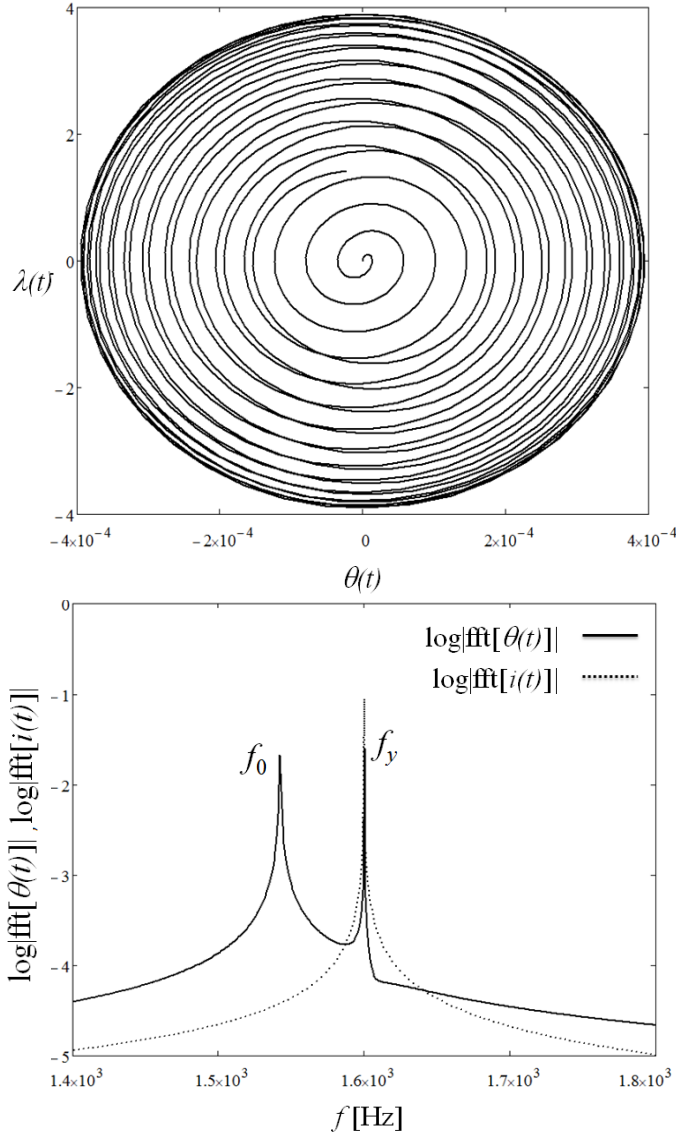 4
2
λ(t)
0
−2
−4
−4×10⁻⁴ −2×10⁻⁴ 0 2×10⁻⁴ 4×10⁻⁴
θ(t)
0
log|fft[θ(t)]|
log|fft[i(t)]|
−1
f₀ f_y
−2
−3
−4
−5
log|fft[θ(t)]| ,log|fft[i(t)]|
1.4×10³ 1.5×10³ 1.6×10³ 1.7×10³ 1.8×10³
f [Hz]